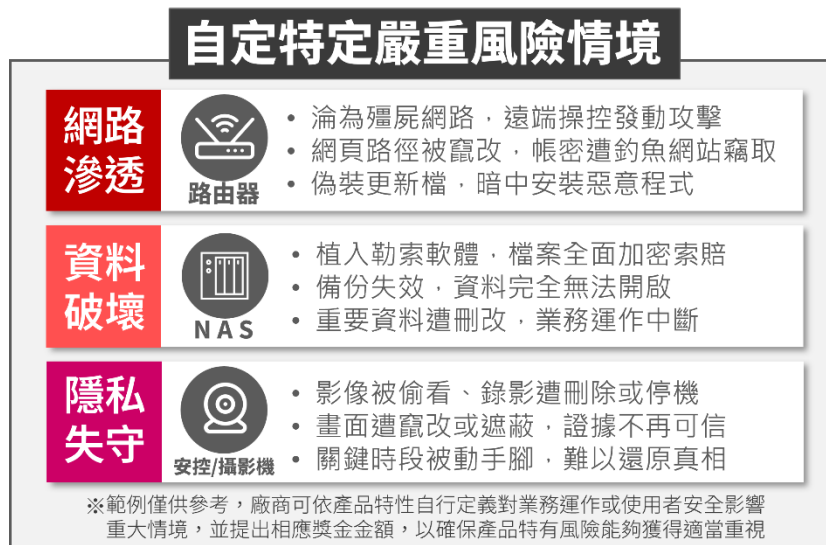 自定特定嚴重風險情境
網路
滲透
路由器
• 淪為殭屍網路，遠端操控發動攻擊
• 網頁路徑被竄改，帳密遭釣魚網站竊取
• 偽裝更新檔，暗中安裝惡意程式
資料
破壞
NAS
• 植入勒索軟體，檔案全面加密索賠
• 備份失效，資料完全無法開啟
• 重要資料遭刪改，業務運作中斷
隱私
失守
安控/攝影機
• 影像被偷看、錄影遭刪除或停機
• 畫面遭竄改或遮蔽，證據不再可信
• 關鍵時段被動手腳，難以還原真相
※範例僅供參考，廠商可依產品特性自行定義對業務運作或使用者安全影響
重大情境，並提出相應獎金金額，以確保產品特有風險能夠獲得適當重視